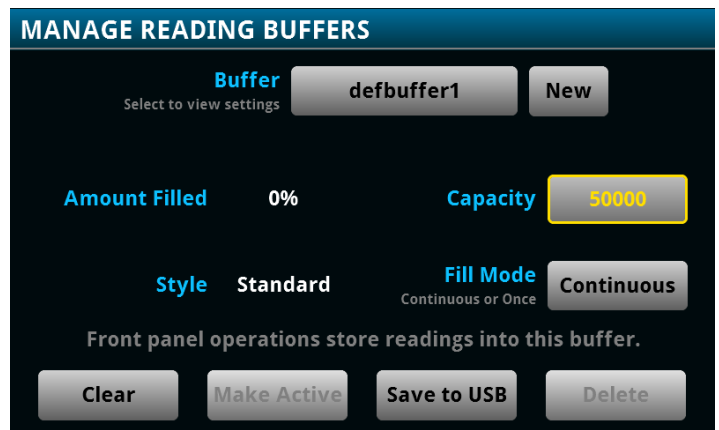 MANAGE READING BUFFERS
Buffer
Select to view settings
defbuffer1
New
Amount Filled
0%
Capacity
50000
Style
Standard
Fill Mode
Continuous or Once
Continuous
Front panel operations store readings into this buffer.
Clear
Make Active
Save to USB
Delete